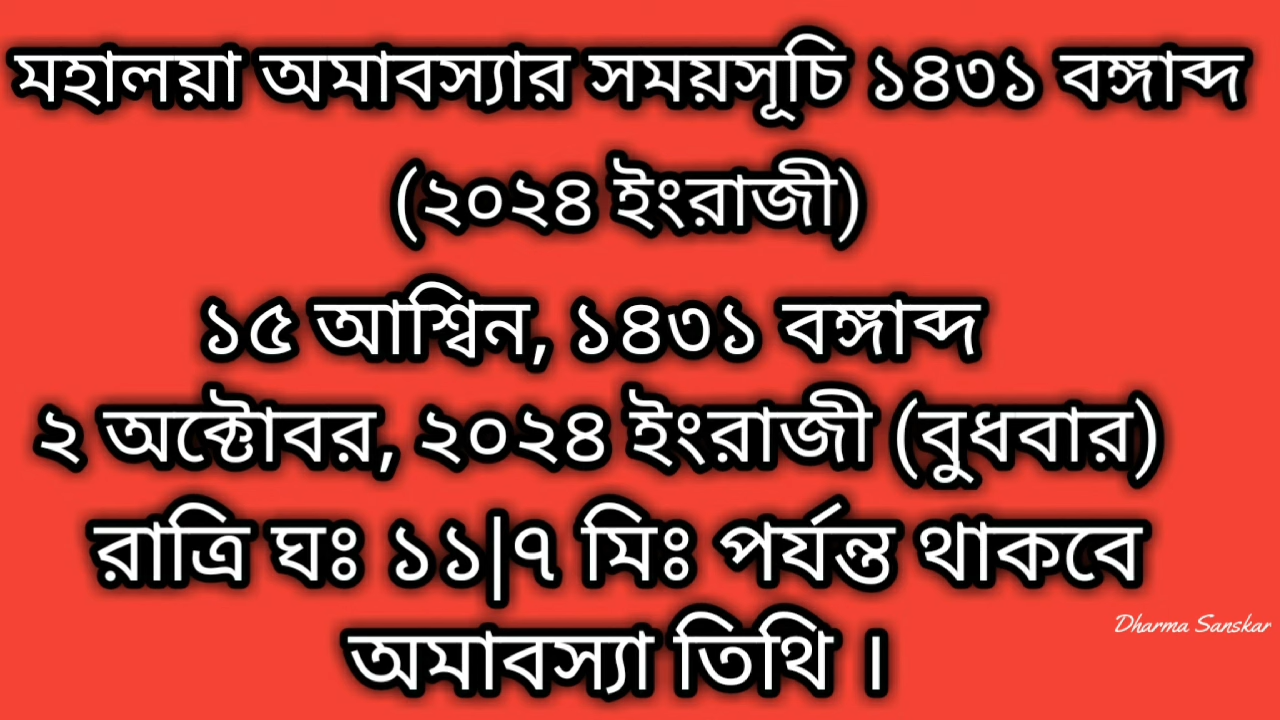 মহালয়া অমাবস্যার সময়সূচি ১৪৩১ বঙ্গাব্দ
(২০২৪ ইংরাজী)
১৫ আশ্বিন, ১৪৩১ বঙ্গাব্দ
২ অক্টোবর, ২০২৪ ইংরাজী (বুধবার)
রাত্রি ঘঃ ১১|৭ মিঃ পর্যন্ত থাকবে
অমাবস্যা তিথি ।
Dharma Sanskar